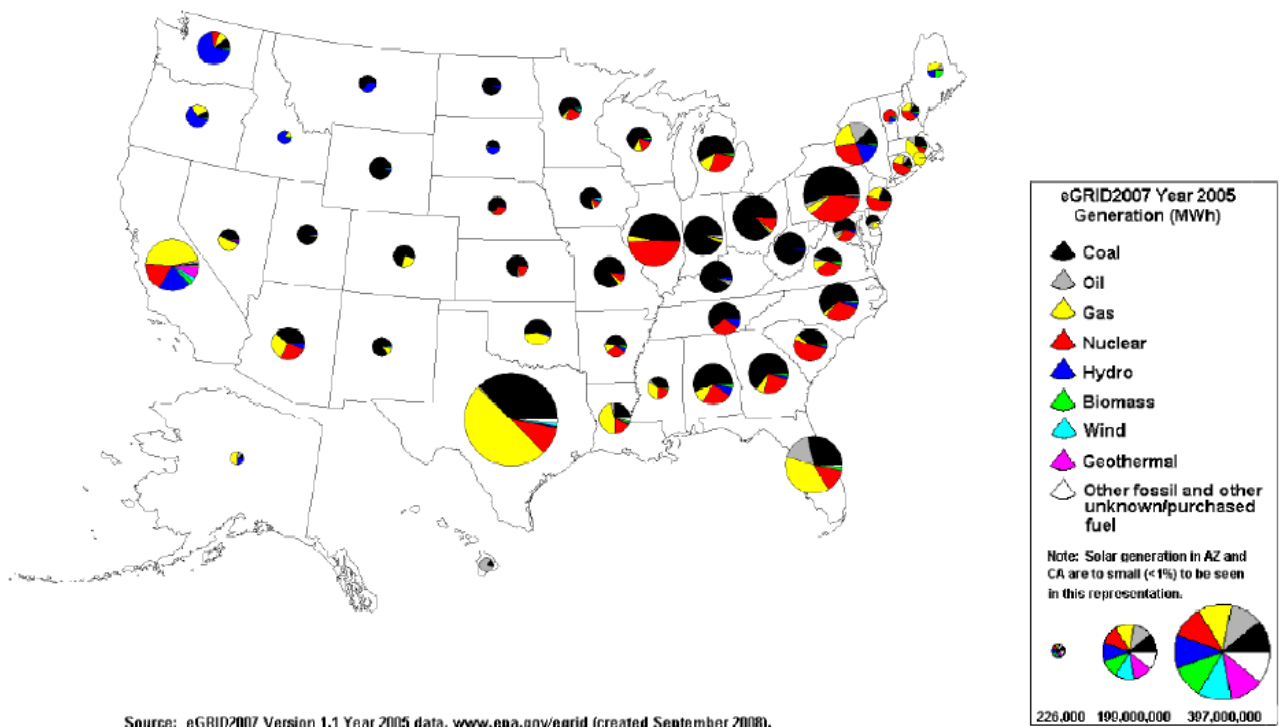 eGRID2007 Year 2005
Generation (MWh)
Coal
Oil
Gas
Nuclear
Hydro
Biomass
Wind
Geothermal
Other fossil and other
unknown/purchased
fuel
Note: Solar generation in AZ and
CA are to small (<1%) to be seen
in this representation.
226,000 199,000,000 397,000,000
Source: eGRID2007 Version 1.1 Year 2005 data, www.epa.gov/egrid (created September 2008).